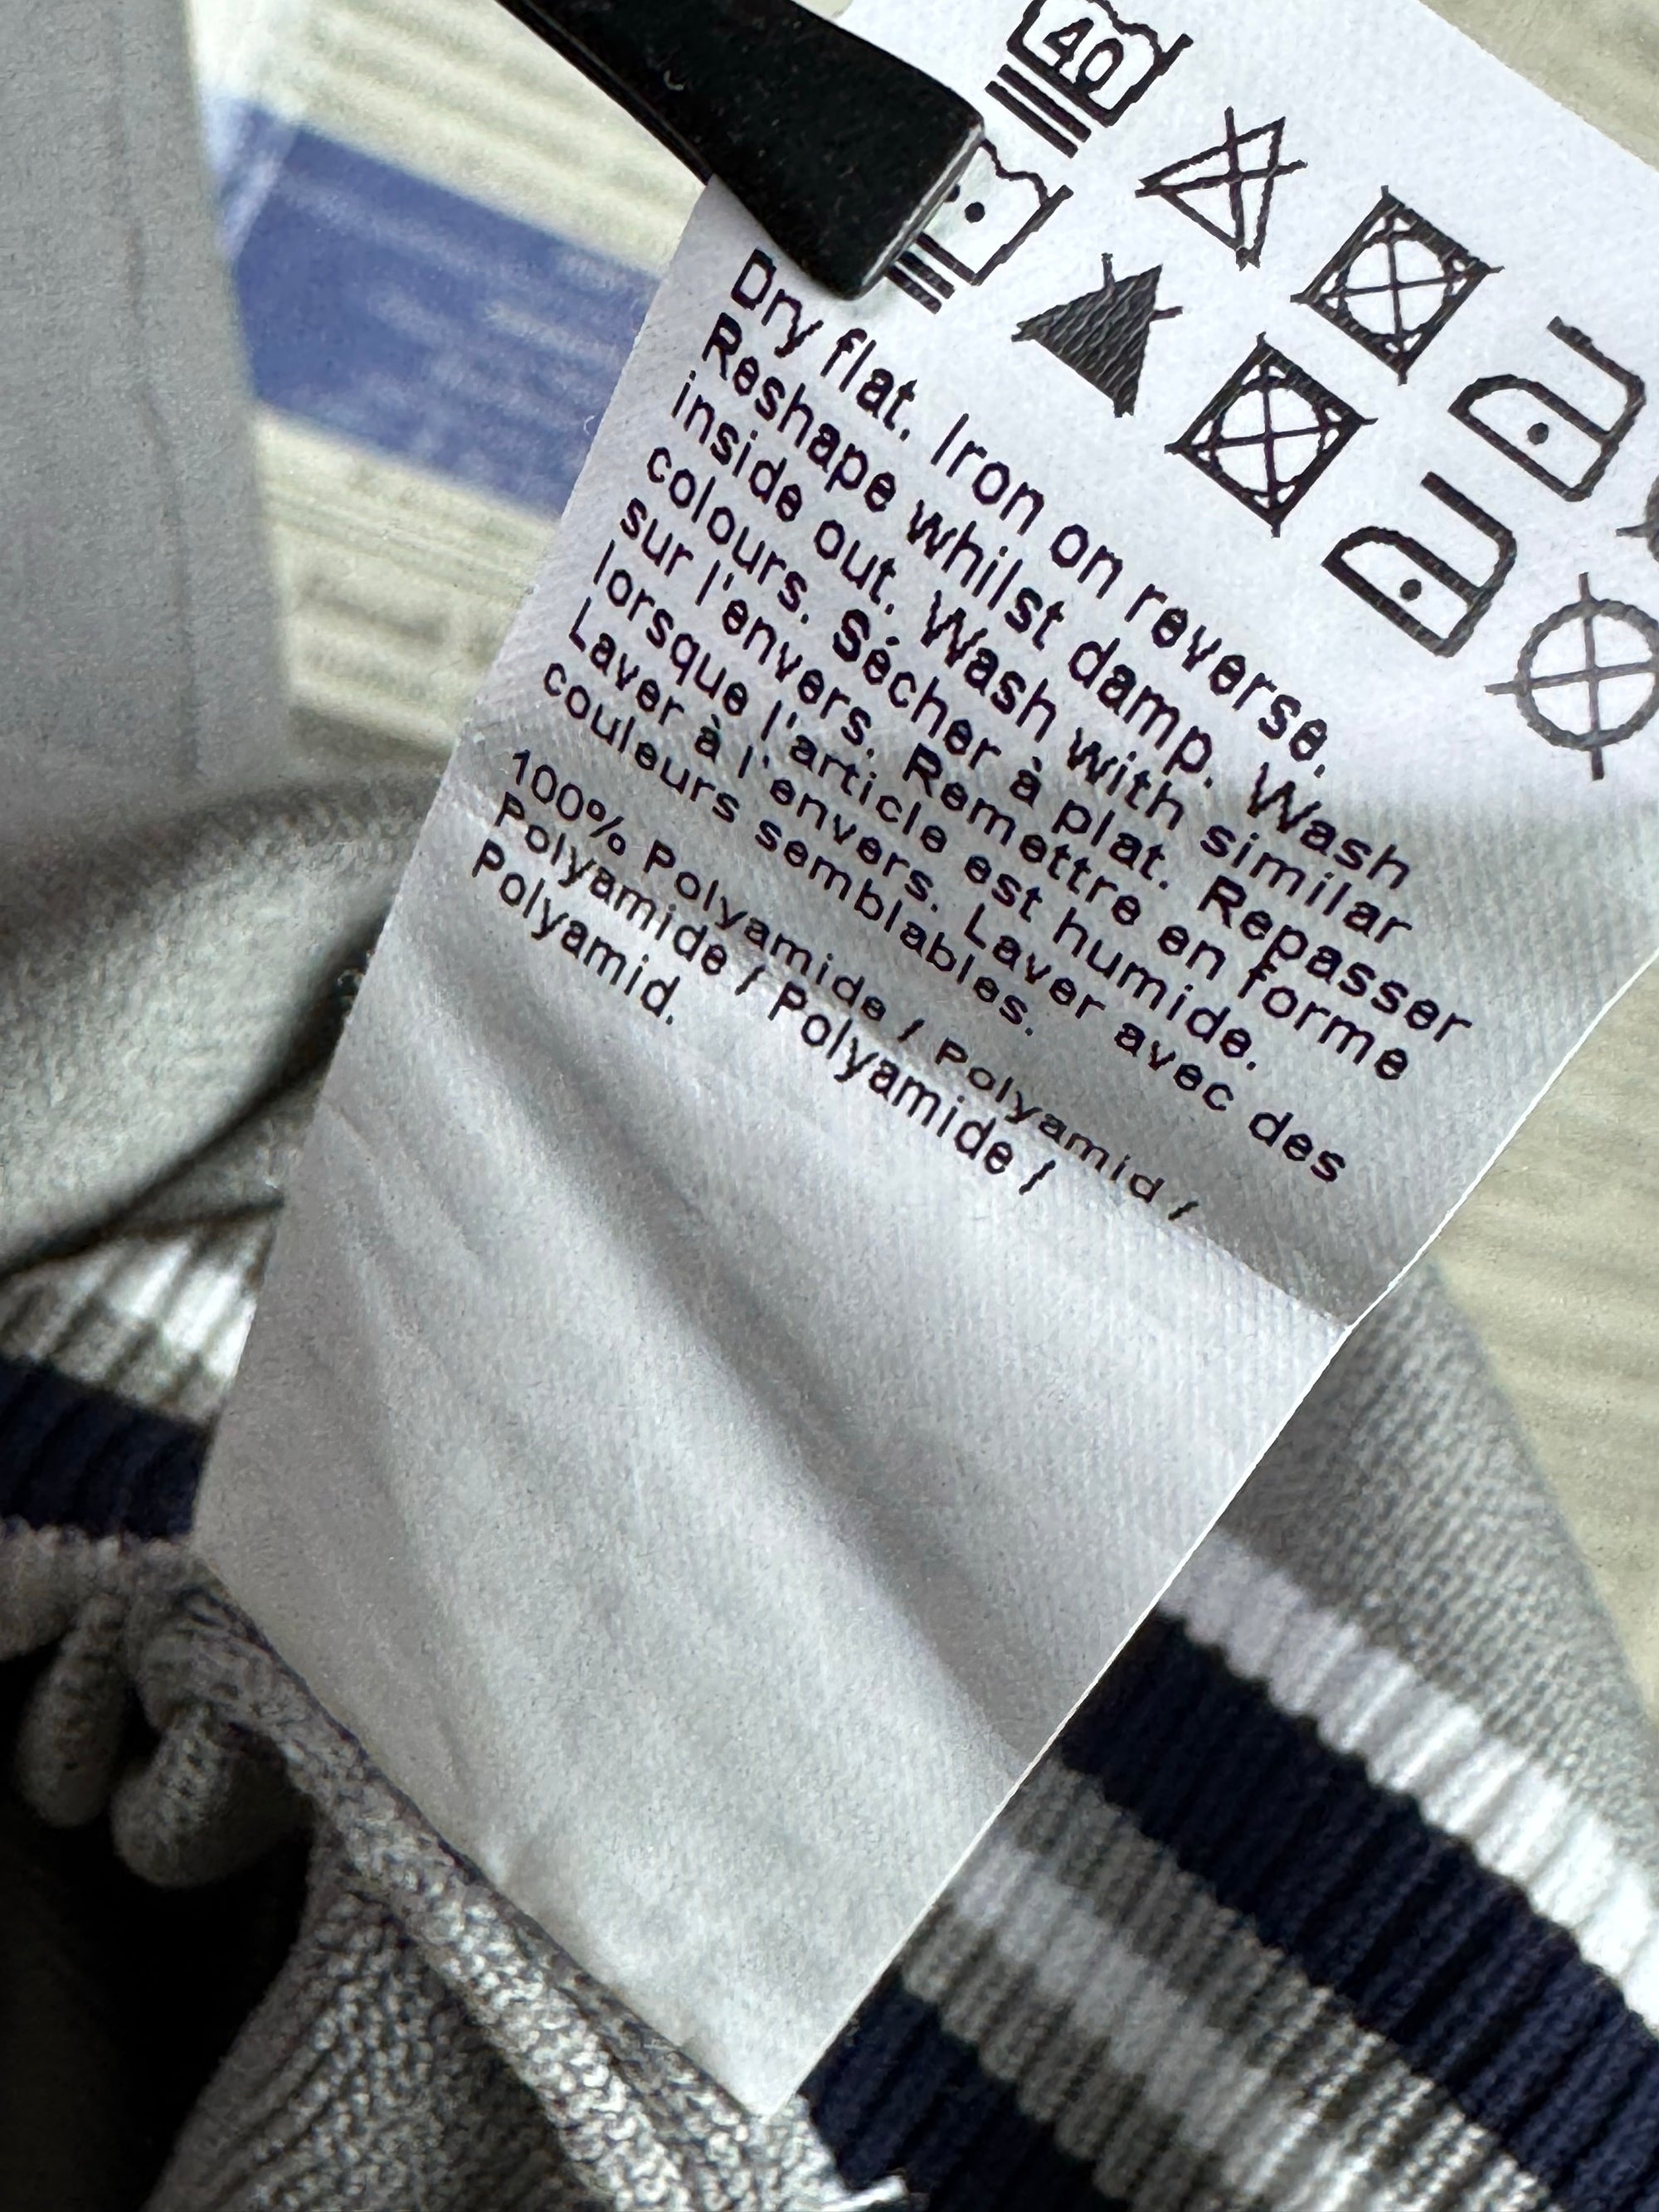 40
Dry flat. Iron on reverse.
Reshape whilst damp. Wash
inside out. Wash with similar
colours. Sécher à plat. Repasser
sur l'envers. Remettre en forme
lorsque l'article est humide.
Laver à l'envers. Laver avec des
couleurs semblables.
100% Polyamide / Polyamid /
Polyamide / Polyamide /
Polyamid.